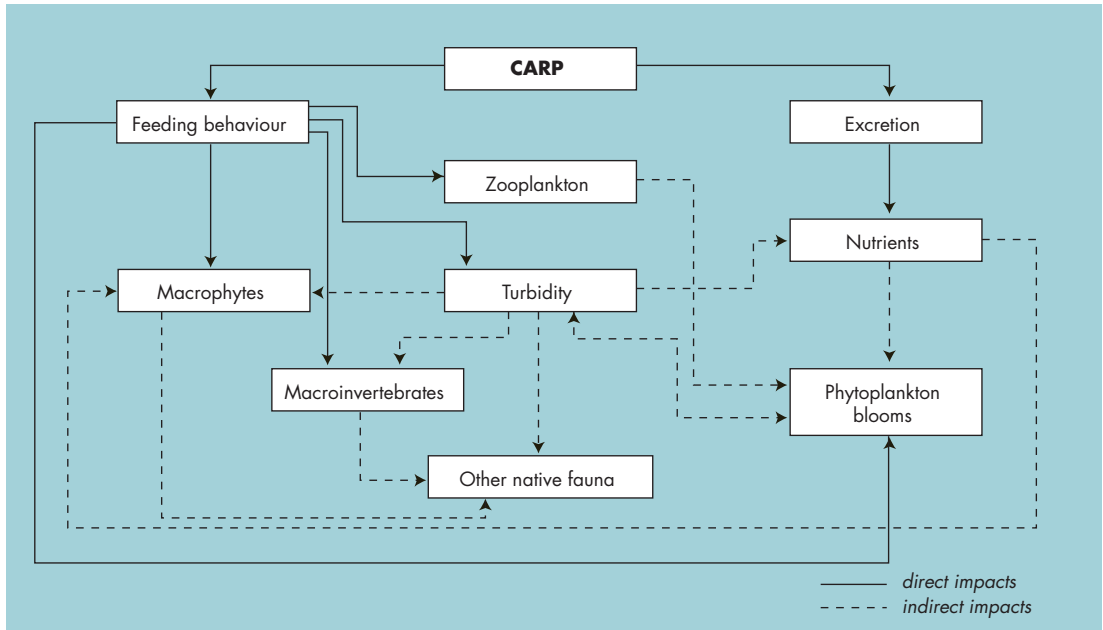 CARP
Feeding behaviour
Excretion
Zooplankton
Nutrients
Macrophytes
Turbidity
Macroinvertebrates
Phytoplankton
blooms
Other native fauna
direct impacts
indirect impacts